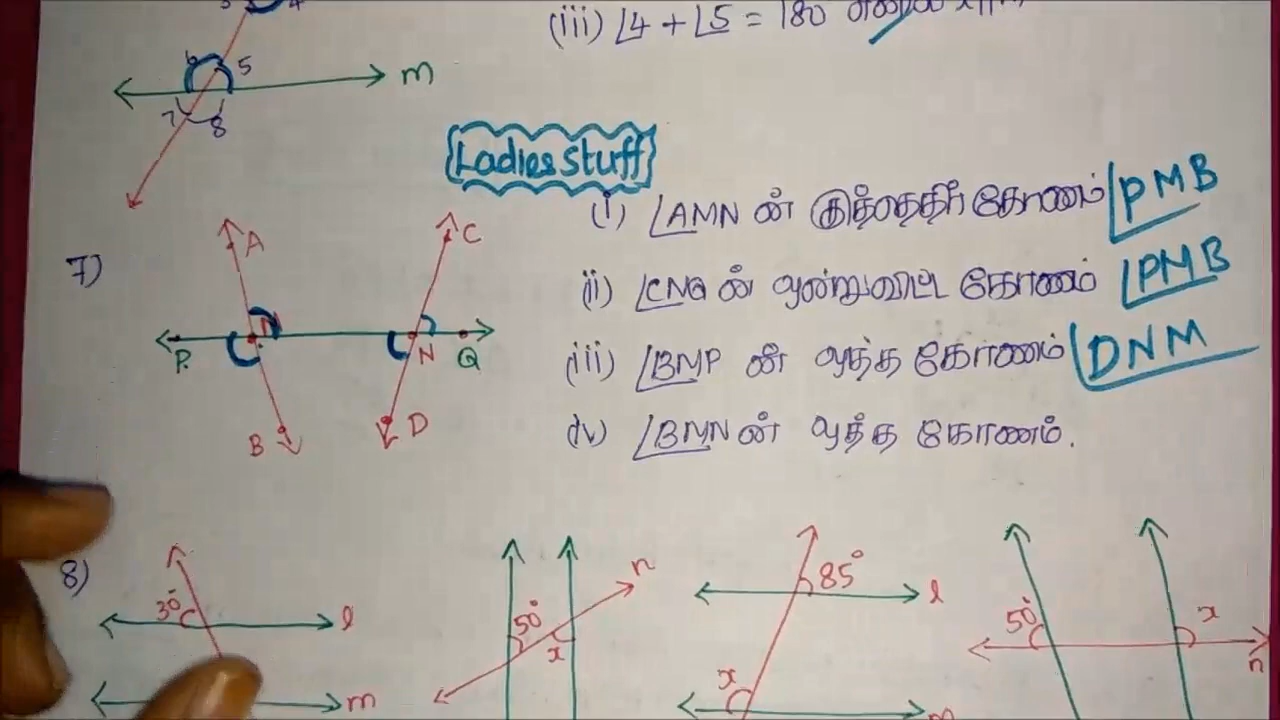 (iii) ∠4 + ∠5 = 180
6 5 m
7 8
Ladies Stuff
7)
A C
M
P N Q
B D
(i) ∠AMN ன் குத்தெதிர் கோணம் ∠PMB
(ii) ∠CNQ ன் ஒன்றுவிட்ட கோணம் ∠PMB
(iii) ∠BMP ன் ஒத்த கோணம் ∠DNM
(iv) ∠BMN ன் ஒத்த கோணம்.
8)
30° l
m
50° x n
85° l
x m
50° x n